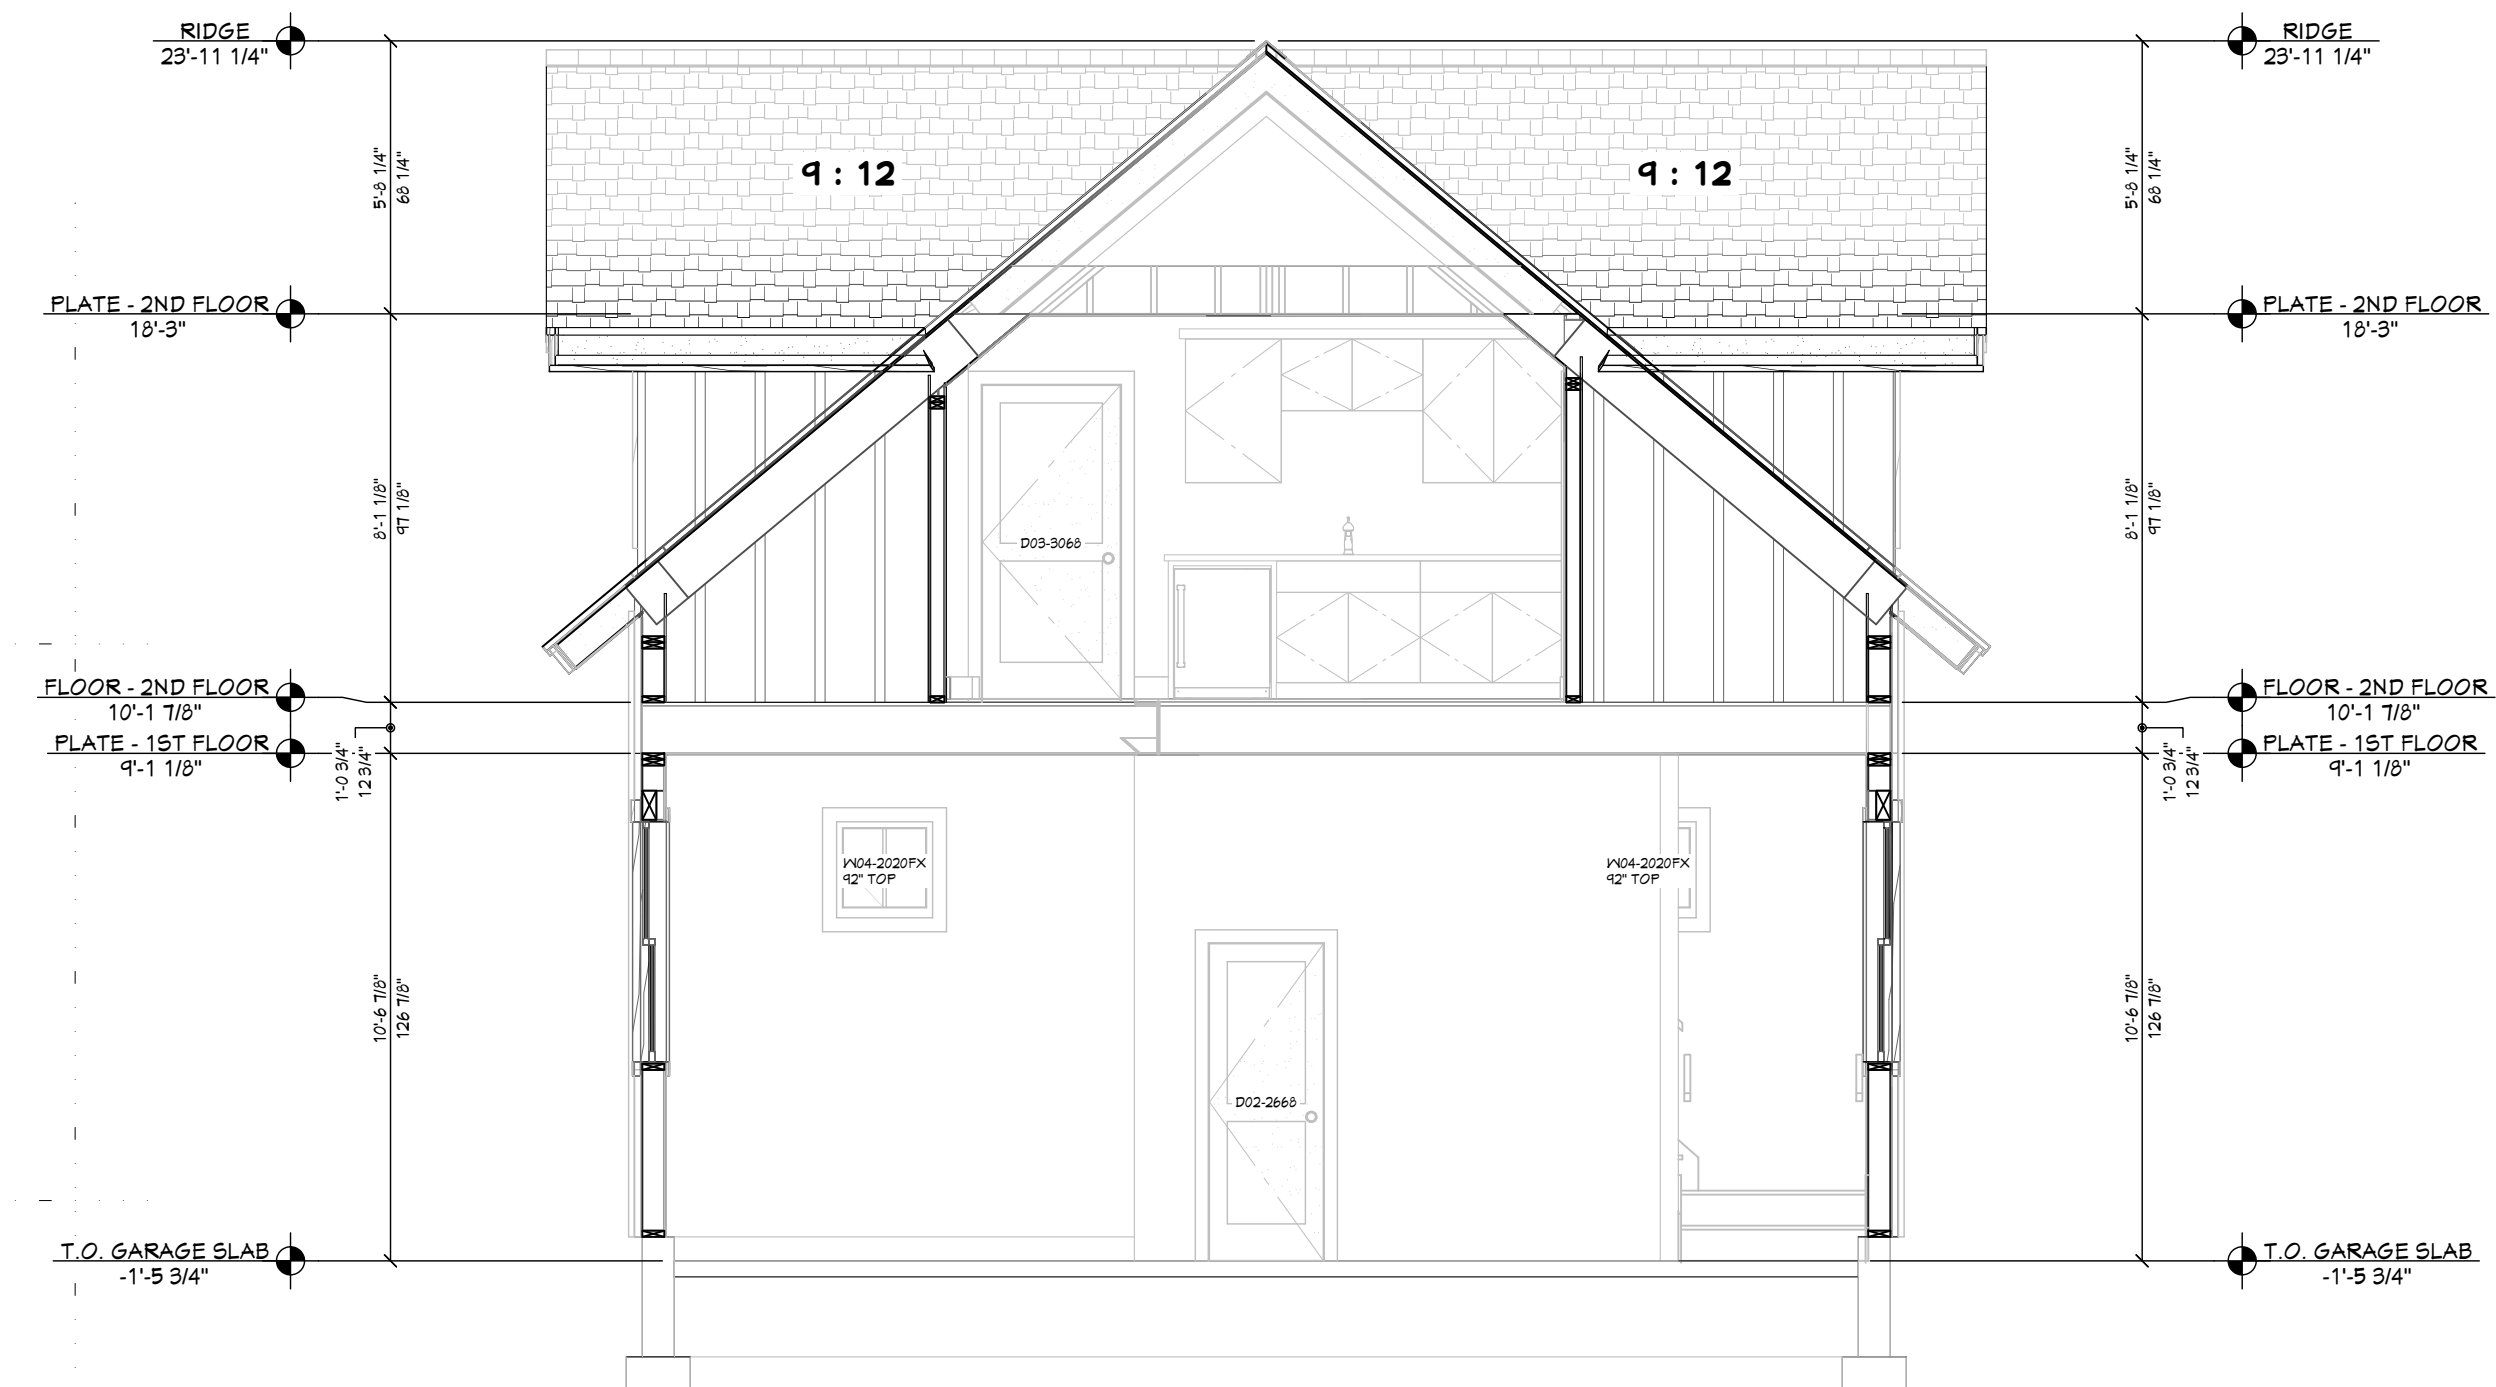 RIDGE
23'-11 1/4"
RIDGE
23'-11 1/4"
5'-8 1/4"
68 1/4"
9 : 12
9 : 12
5'-8 1/4"
68 1/4"
PLATE - 2ND FLOOR
18'-3"
PLATE - 2ND FLOOR
18'-3"
8'-1 1/8"
97 1/8"
D03-3068
8'-1 1/8"
97 1/8"
FLOOR - 2ND FLOOR
10'-1 7/8"
FLOOR - 2ND FLOOR
10'-1 7/8"
PLATE - 1ST FLOOR
9'-1 1/8"
1'-0 3/4"
12 3/4"
PLATE - 1ST FLOOR
9'-1 1/8"
1'-0 3/4"
12 3/4"
W04-2020FX
92" TOP
W04-2020FX
92" TOP
10'-6 7/8"
126 7/8"
10'-6 7/8"
126 7/8"
D02-2668
T.O. GARAGE SLAB
-1'-5 3/4"
T.O. GARAGE SLAB
-1'-5 3/4"